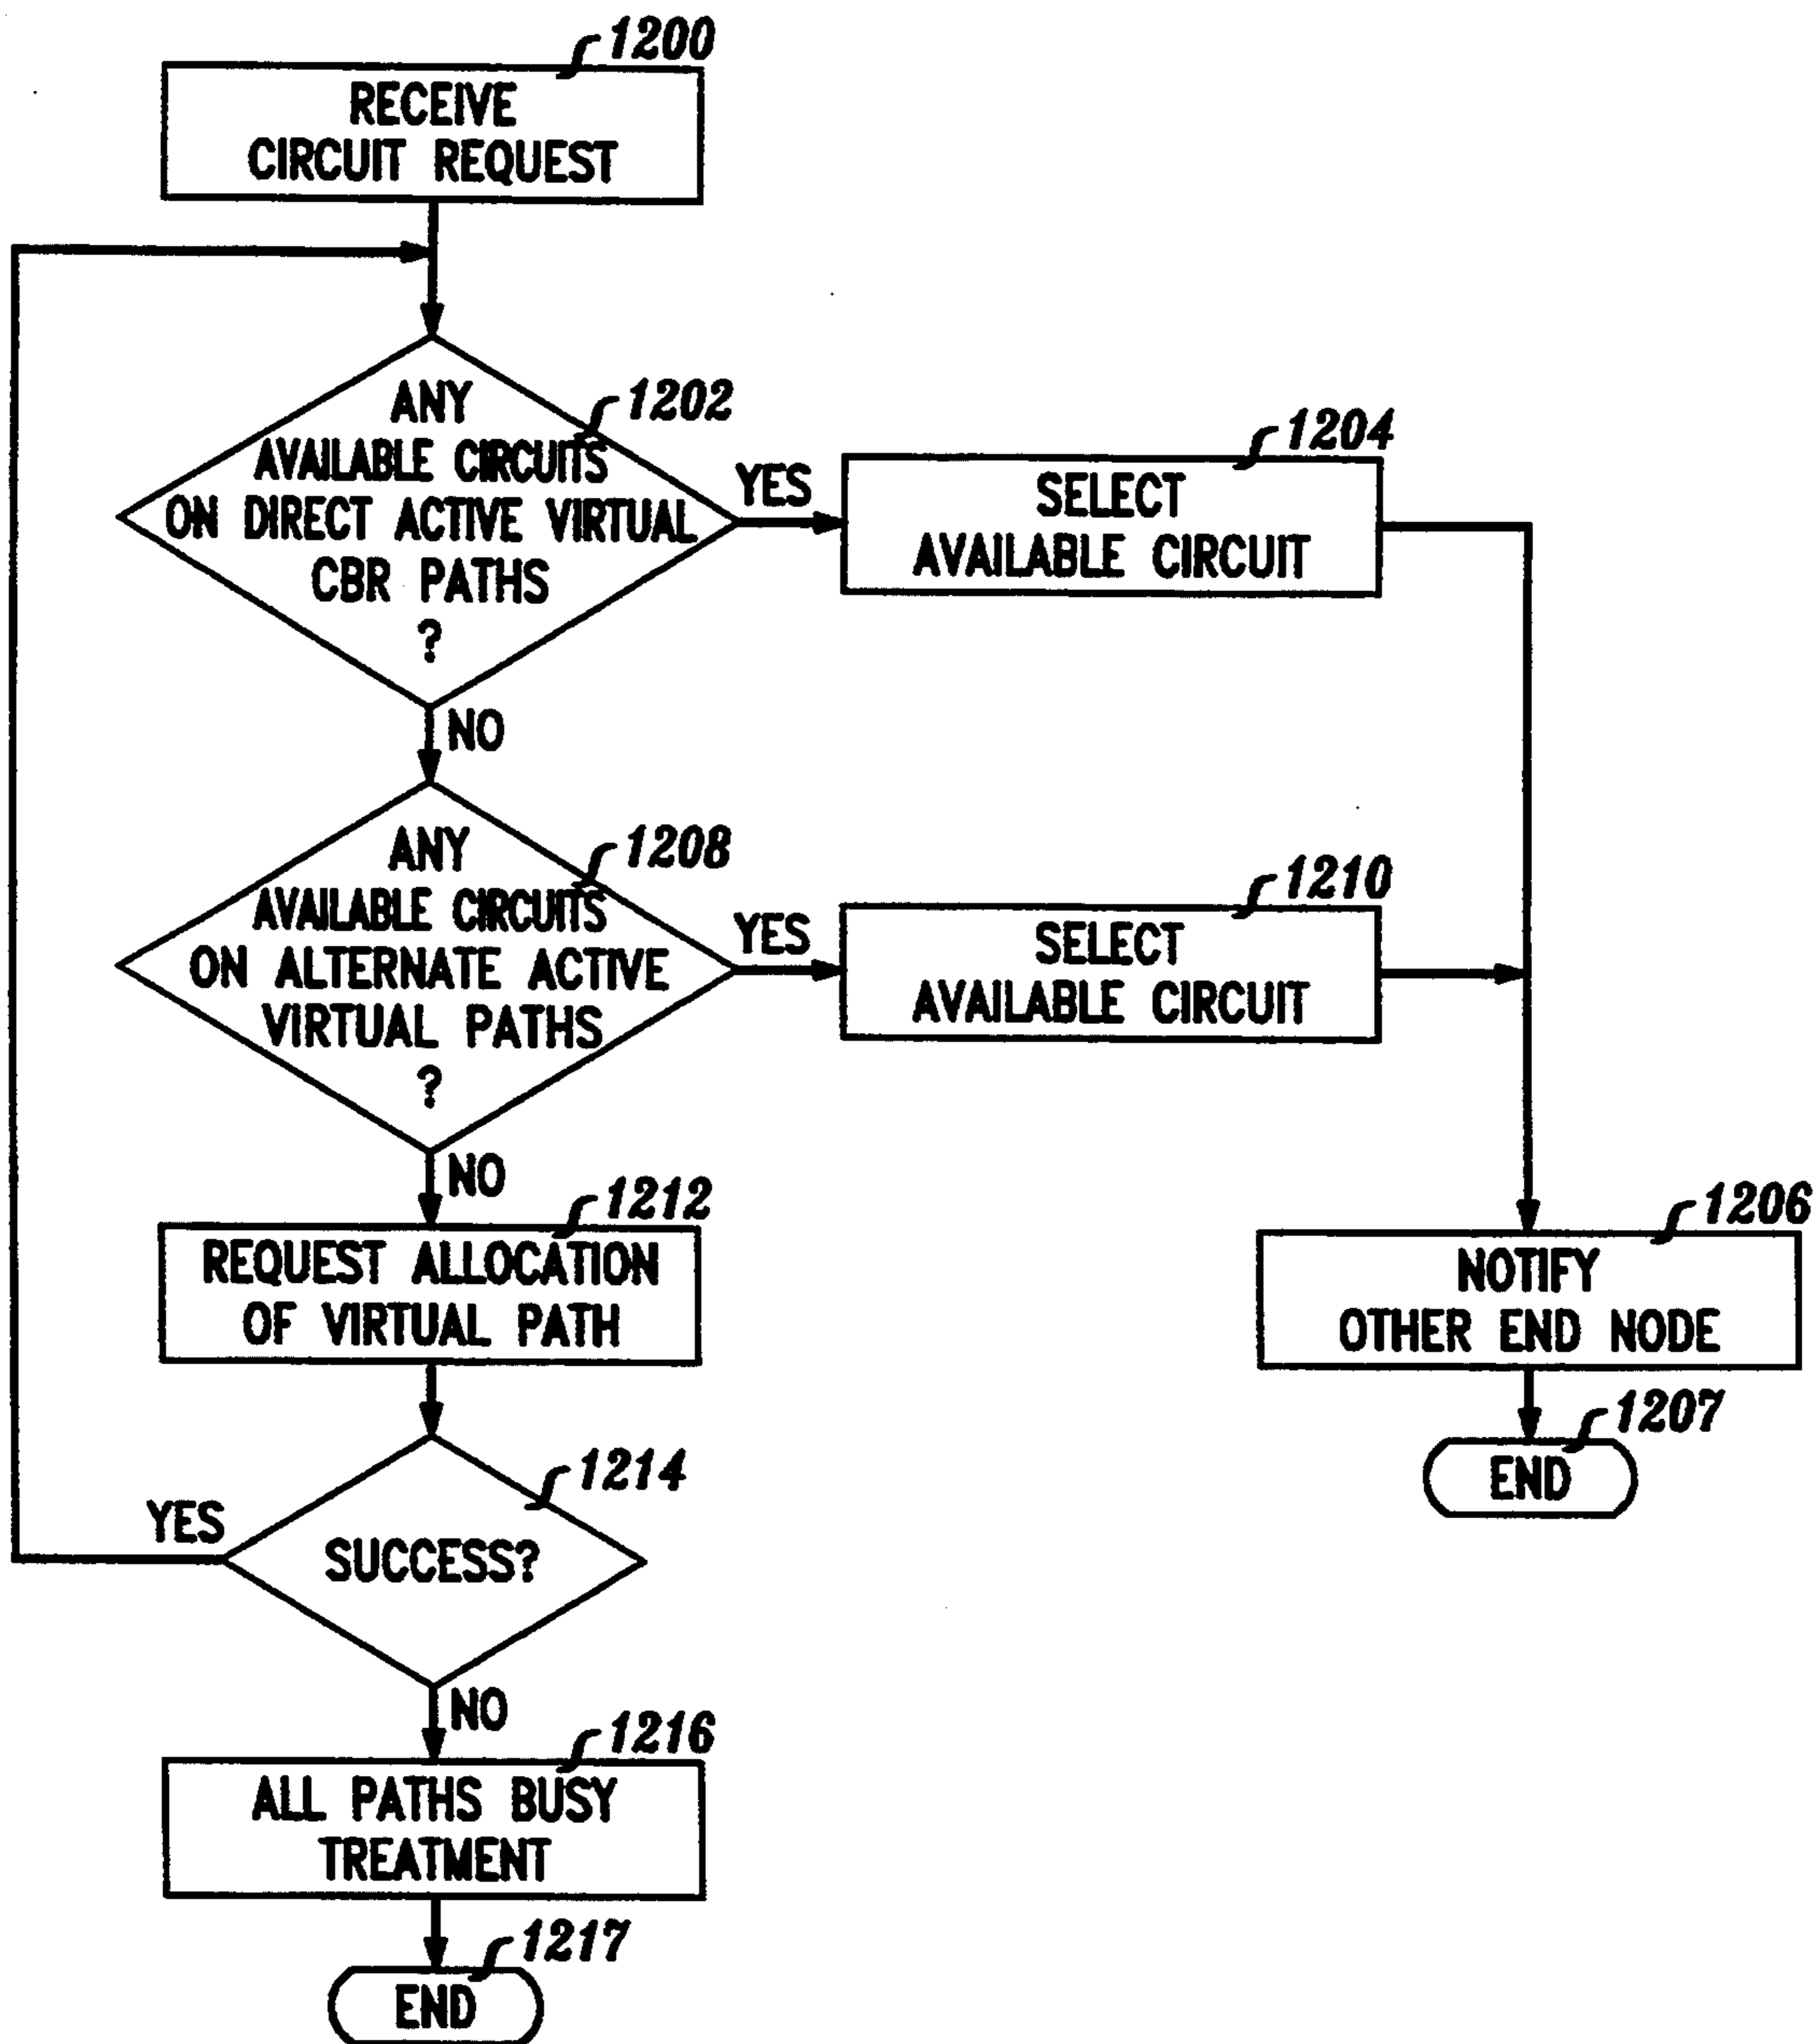 1200
RECEIVE
CIRCUIT REQUEST
ANY
1202
AVAILABLE CIRCUITS
ON DIRECT ACTIVE VIRTUAL
CBR PATHS
?
YES
1204
SELECT
AVAILABLE CIRCUIT
NO
ANY
1208
AVAILABLE CIRCUITS
ON ALTERNATE ACTIVE
VIRTUAL PATHS
?
YES
1210
SELECT
AVAILABLE CIRCUIT
NO
1212
REQUEST ALLOCATION
OF VIRTUAL PATH
1206
NOTIFY
OTHER END NODE
1207
END
1214
YES
SUCCESS?
NO
1216
ALL PATHS BUSY
TREATMENT
1217
END